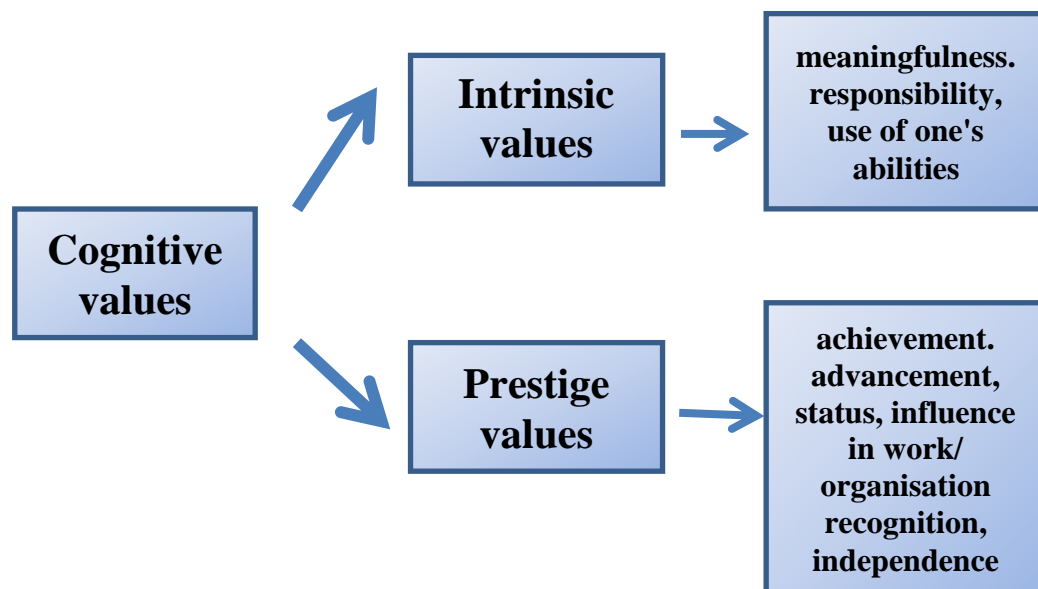 Cognitive
values
Intrinsic
values
meaningfulness.
responsibility,
use of one's
abilities
Prestige
values
achievement.
advancement,
status, influence
in work/
organisation
recognition,
independence